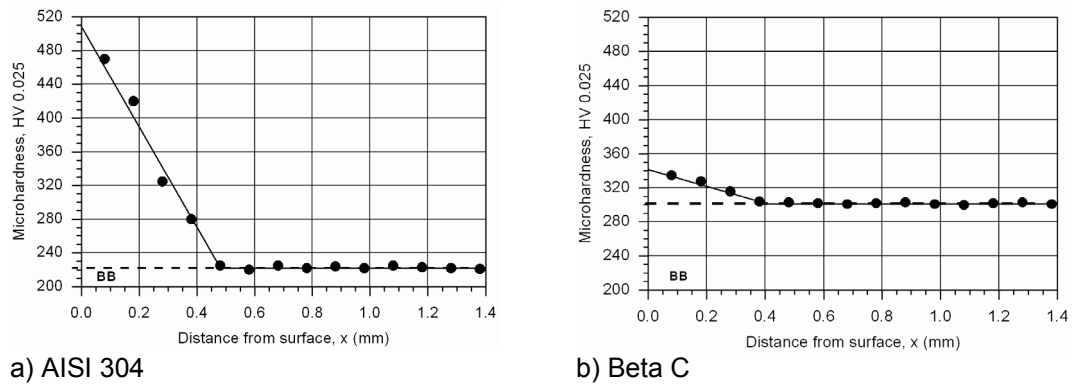 520
480
440
400
360
320
280
240
200
Microhardness, HV 0.025
BB
0.0 0.2 0.4 0.6 0.8 1.0 1.2 1.4
Distance from surface, x (mm)
a) AISI 304
520
480
440
400
360
320
280
240
200
Microhardness, HV 0.025
BB
0.0 0.2 0.4 0.6 0.8 1.0 1.2 1.4
Distance from surface, x (mm)
b) Beta C